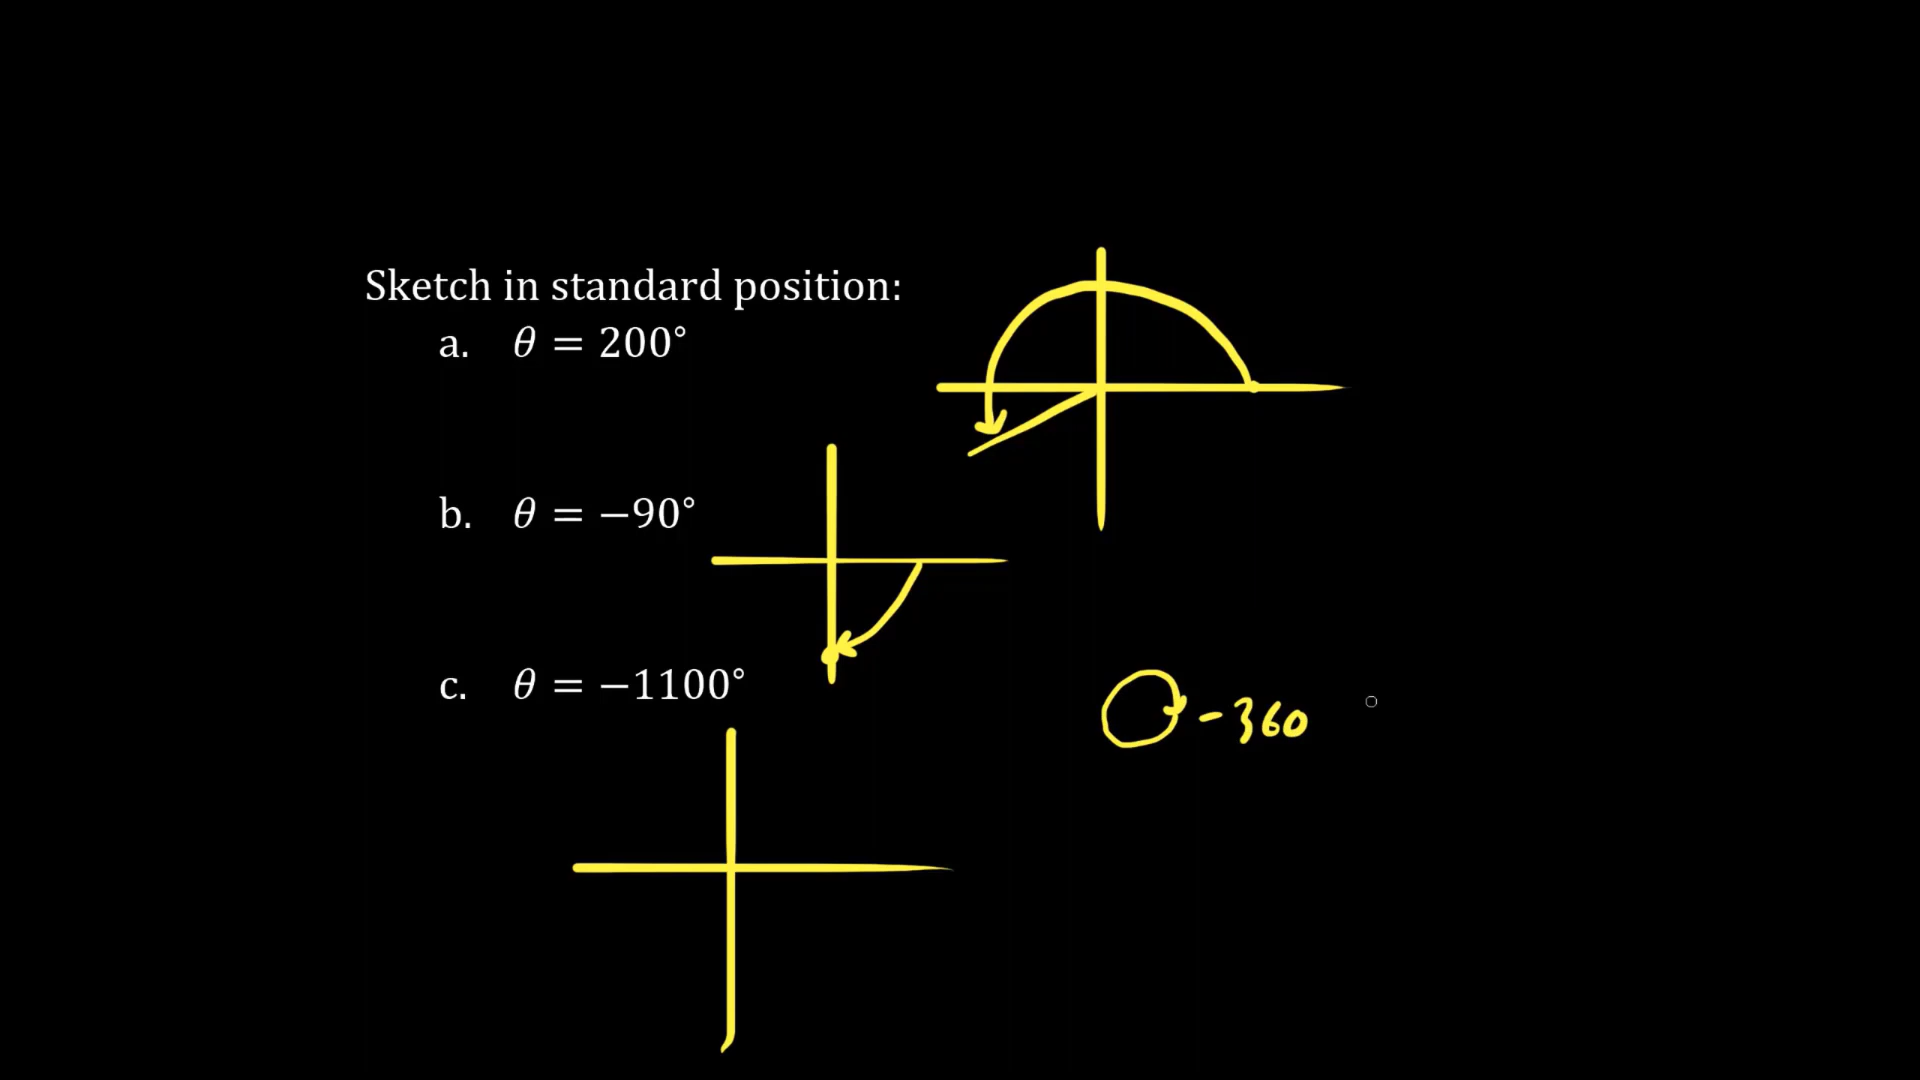 Sketch in standard position:
a. θ = 200°
b. θ = −90°
c. θ = −1100°
-360